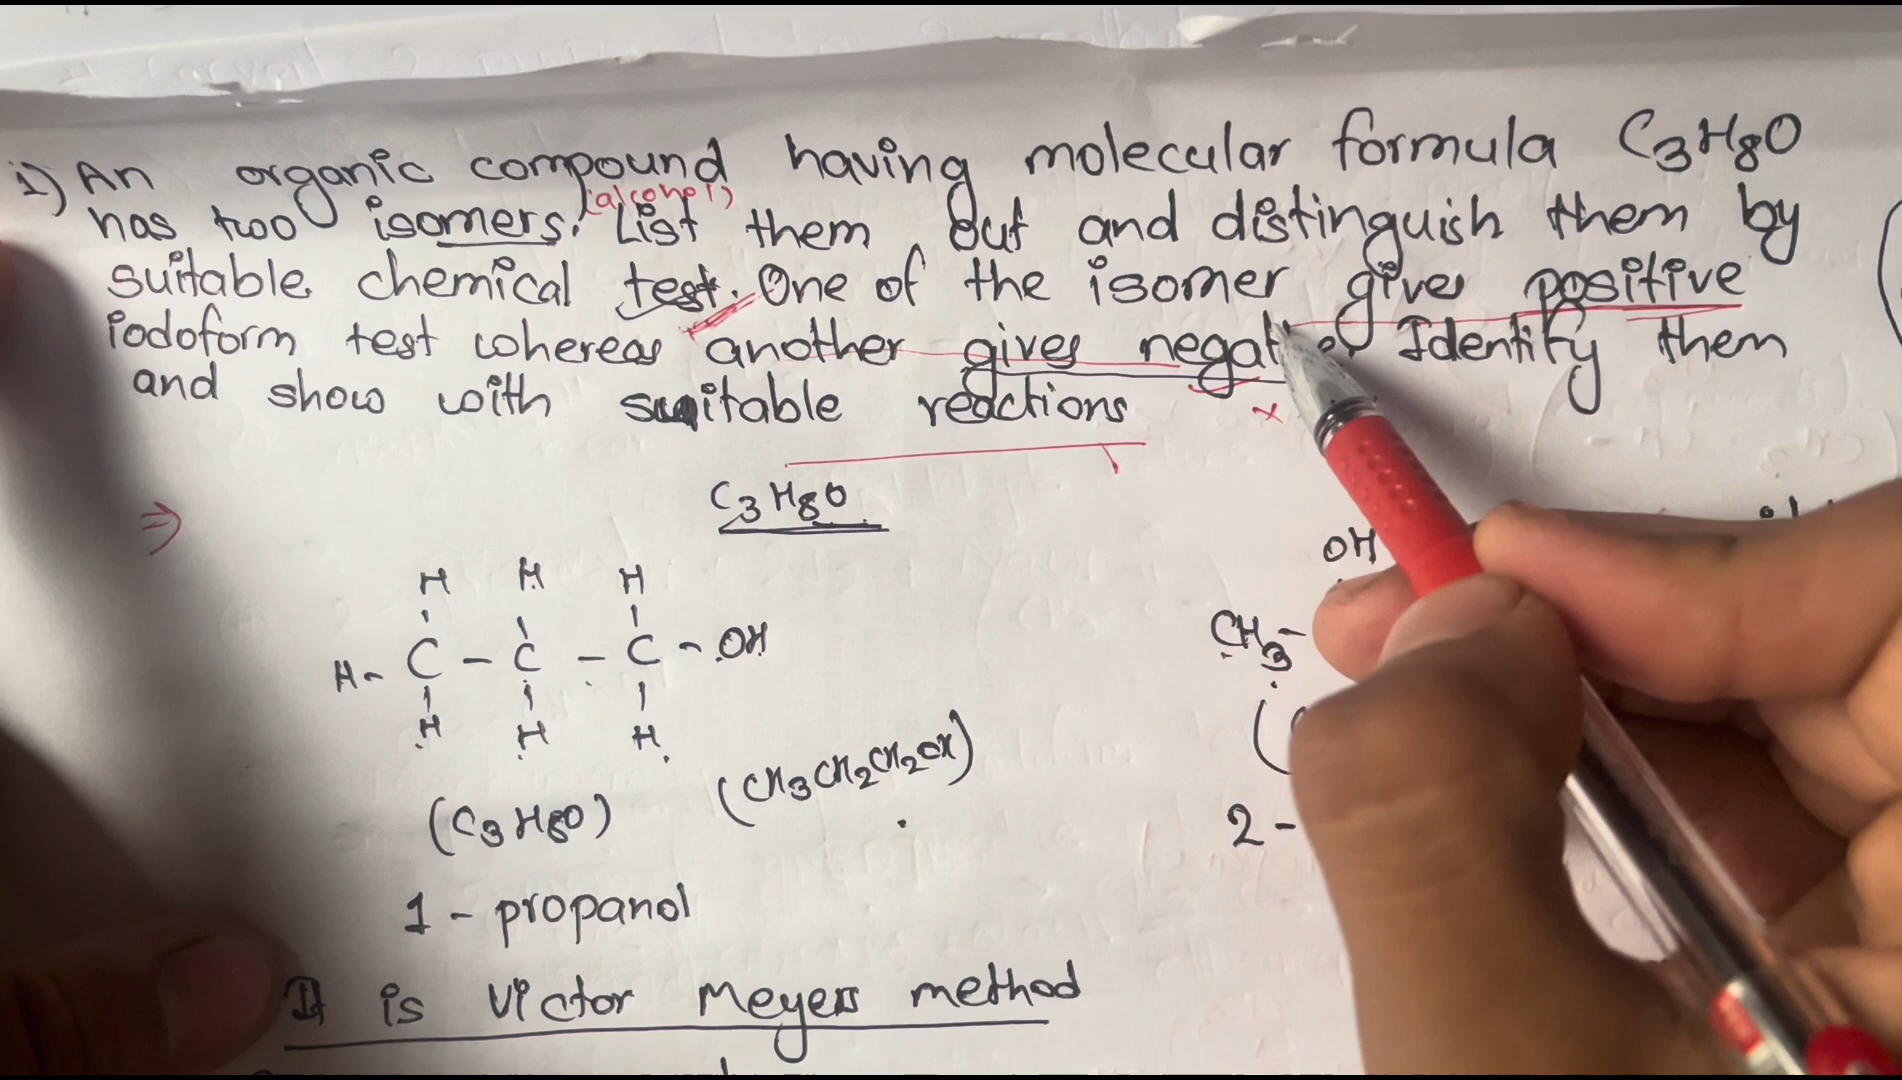 1) An organic compound having molecular formula C3H8O
(alcohol)
has two isomers. List them out and distinguish them by
suitable chemical test. One of the isomer gives positive
iodoform test whereas another gives negat Identify them
and show with suitable reactions
x
⇒
C3H8O
H H H
H - C - C - C - OH
H H H
(C3H8O) (CH3CH2CH2OH)
1 - propanol
OH
CH3 -
(
2 -
It is Victor Meyers method